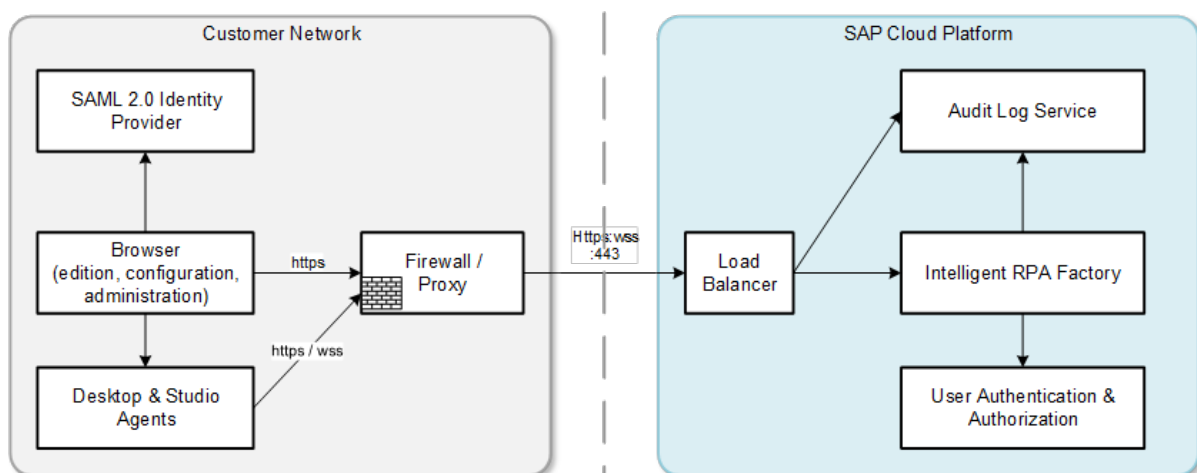 Customer Network
SAML 2.0 Identity
Provider
Browser
(edition, configuration,
administration)
https
Firewall /
Proxy
https / wss
Desktop & Studio
Agents
Https:wss
:443
SAP Cloud Platform
Audit Log Service
Load
Balancer
Intelligent RPA Factory
User Authentication &
Authorization